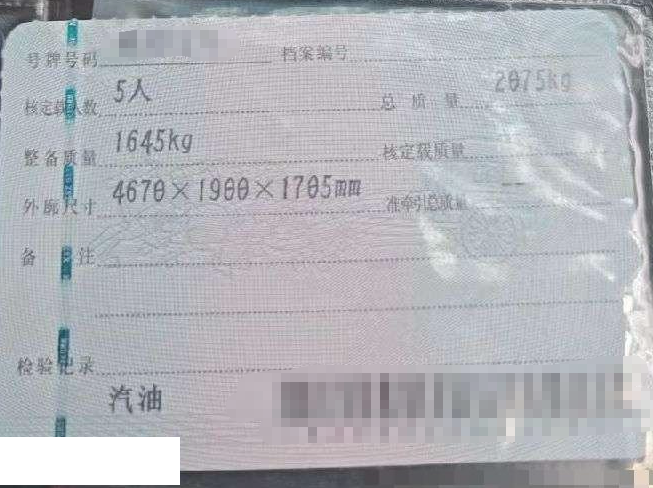 号牌号码 档案编号
核定载人数 5人 总质量 2075kg
整备质量 1645kg 核定载质量
外廓尺寸 4670×1900×1705mm 准牵引总质量 --
备注
检验记录
汽油